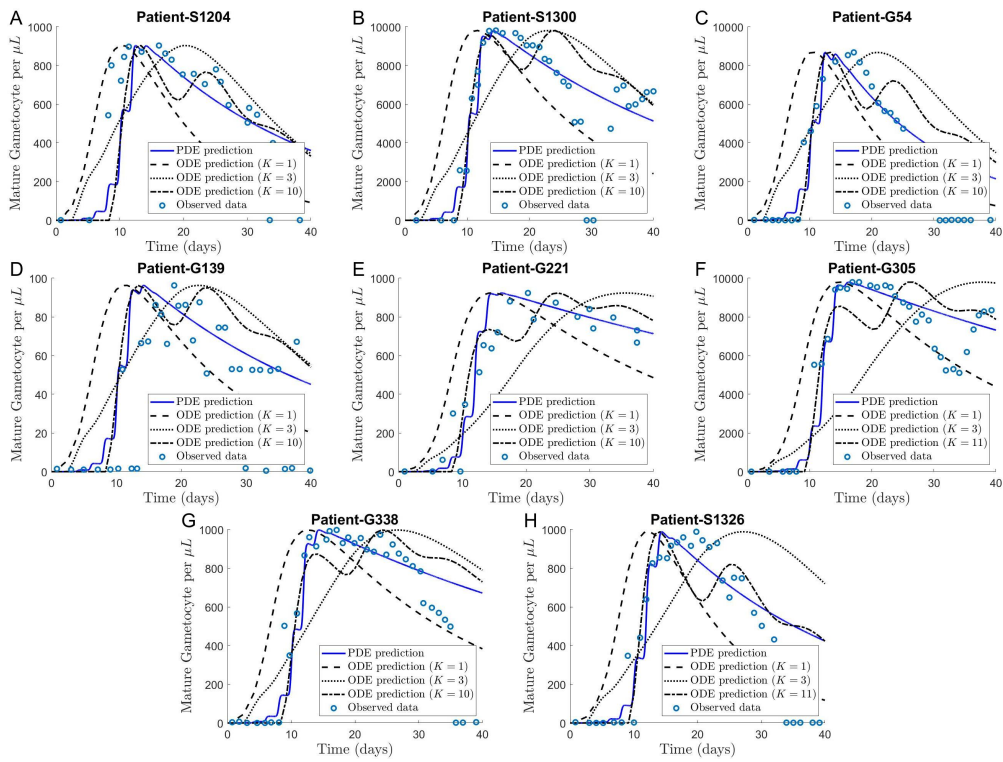 A
Patient-S1204
Mature Gametocyte per μL
1000
800
600
400
200
0
PDE prediction
ODE prediction (K = 1)
ODE prediction (K = 3)
ODE prediction (K = 10)
Observed data
0 10 20 30 40
Time (days)
B
Patient-S1300
Mature Gametocyte per μL
10000
8000
6000
4000
2000
0
PDE prediction
ODE prediction (K = 1)
ODE prediction (K = 3)
ODE prediction (K = 10)
Observed data
0 10 20 30 40
Time (days)
C
Patient-G54
Mature Gametocyte per μL
10000
8000
6000
4000
2000
0
PDE prediction
ODE prediction (K = 1)
ODE prediction (K = 3)
ODE prediction (K = 10)
Observed data
0 10 20 30 40
Time (days)
D
Patient-G139
Mature Gametocyte per μL
100
80
60
40
20
0
PDE prediction
ODE prediction (K = 1)
ODE prediction (K = 3)
ODE prediction (K = 10)
Observed data
0 10 20 30 40
Time (days)
E
Patient-G221
Mature Gametocyte per μL
1000
800
600
400
200
0
PDE prediction
ODE prediction (K = 1)
ODE prediction (K = 3)
ODE prediction (K = 10)
Observed data
0 10 20 30 40
Time (days)
F
Patient-G305
Mature Gametocyte per μL
10000
8000
6000
4000
2000
0
PDE prediction
ODE prediction (K = 1)
ODE prediction (K = 3)
ODE prediction (K = 11)
Observed data
0 10 20 30 40
Time (days)
G
Patient-G338
Mature Gametocyte per μL
1000
800
600
400
200
0
PDE prediction
ODE prediction (K = 1)
ODE prediction (K = 3)
ODE prediction (K = 10)
Observed data
0 10 20 30 40
Time (days)
H
Patient-S1326
Mature Gametocyte per μL
1000
800
600
400
200
0
PDE prediction
ODE prediction (K = 1)
ODE prediction (K = 3)
ODE prediction (K = 11)
Observed data
0 10 20 30 40
Time (days)